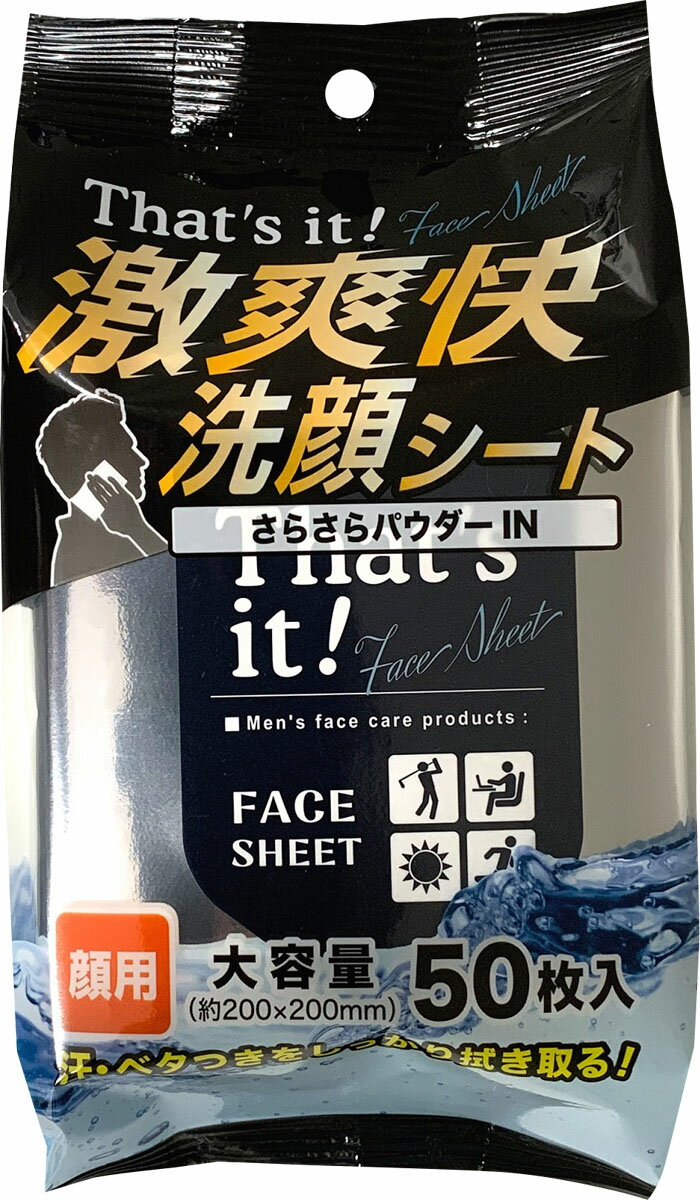 That's it! Face Sheet
激爽快
洗顔シート
さらさらパウダーIN
That's
it! Face Sheet
■ Men's face care products :
FACE
SHEET
顔用
大容量
(約200×200mm)
50枚入
汗・ベタつきをしっかり拭き取る!